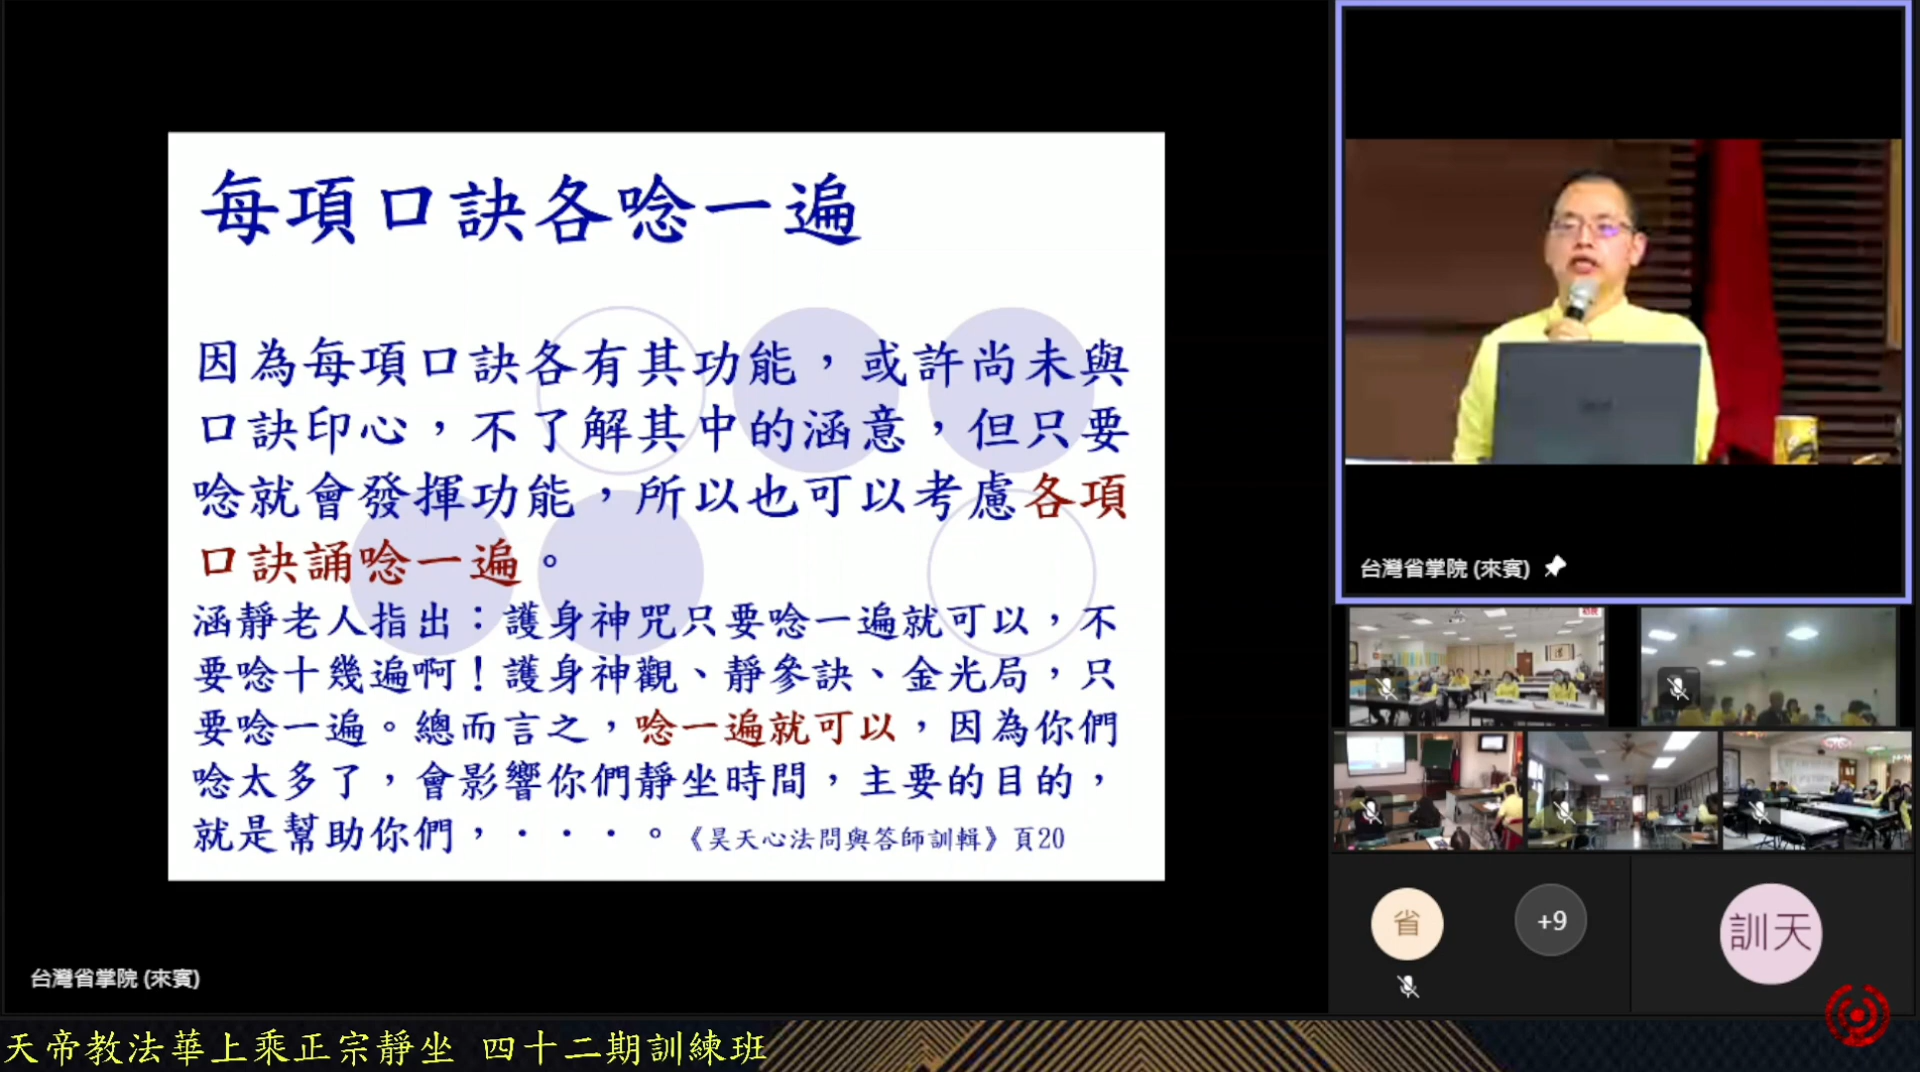 每項口訣各唸一遍
因為每項口訣各有其功能，或許尚未與
口訣印心，不了解其中的涵意，但只要
唸就會發揮功能，所以也可以考慮各項
口訣誦唸一遍。
涵靜老人指出：護身神咒只要唸一遍就可以，不
要唸十幾遍啊！護身神觀、靜參訣、金光局，只
要唸一遍。總而言之，唸一遍就可以，因為你們
唸太多了，會影響你們靜坐時間，主要的目的，
就是幫助你們，・・・。《昊天心法問與答師訓輯》頁20
台灣省掌院 (來賓)
台灣省掌院 (來賓)
省
+9
訓天
天帝教法華上乘正宗靜坐 四十二期訓練班